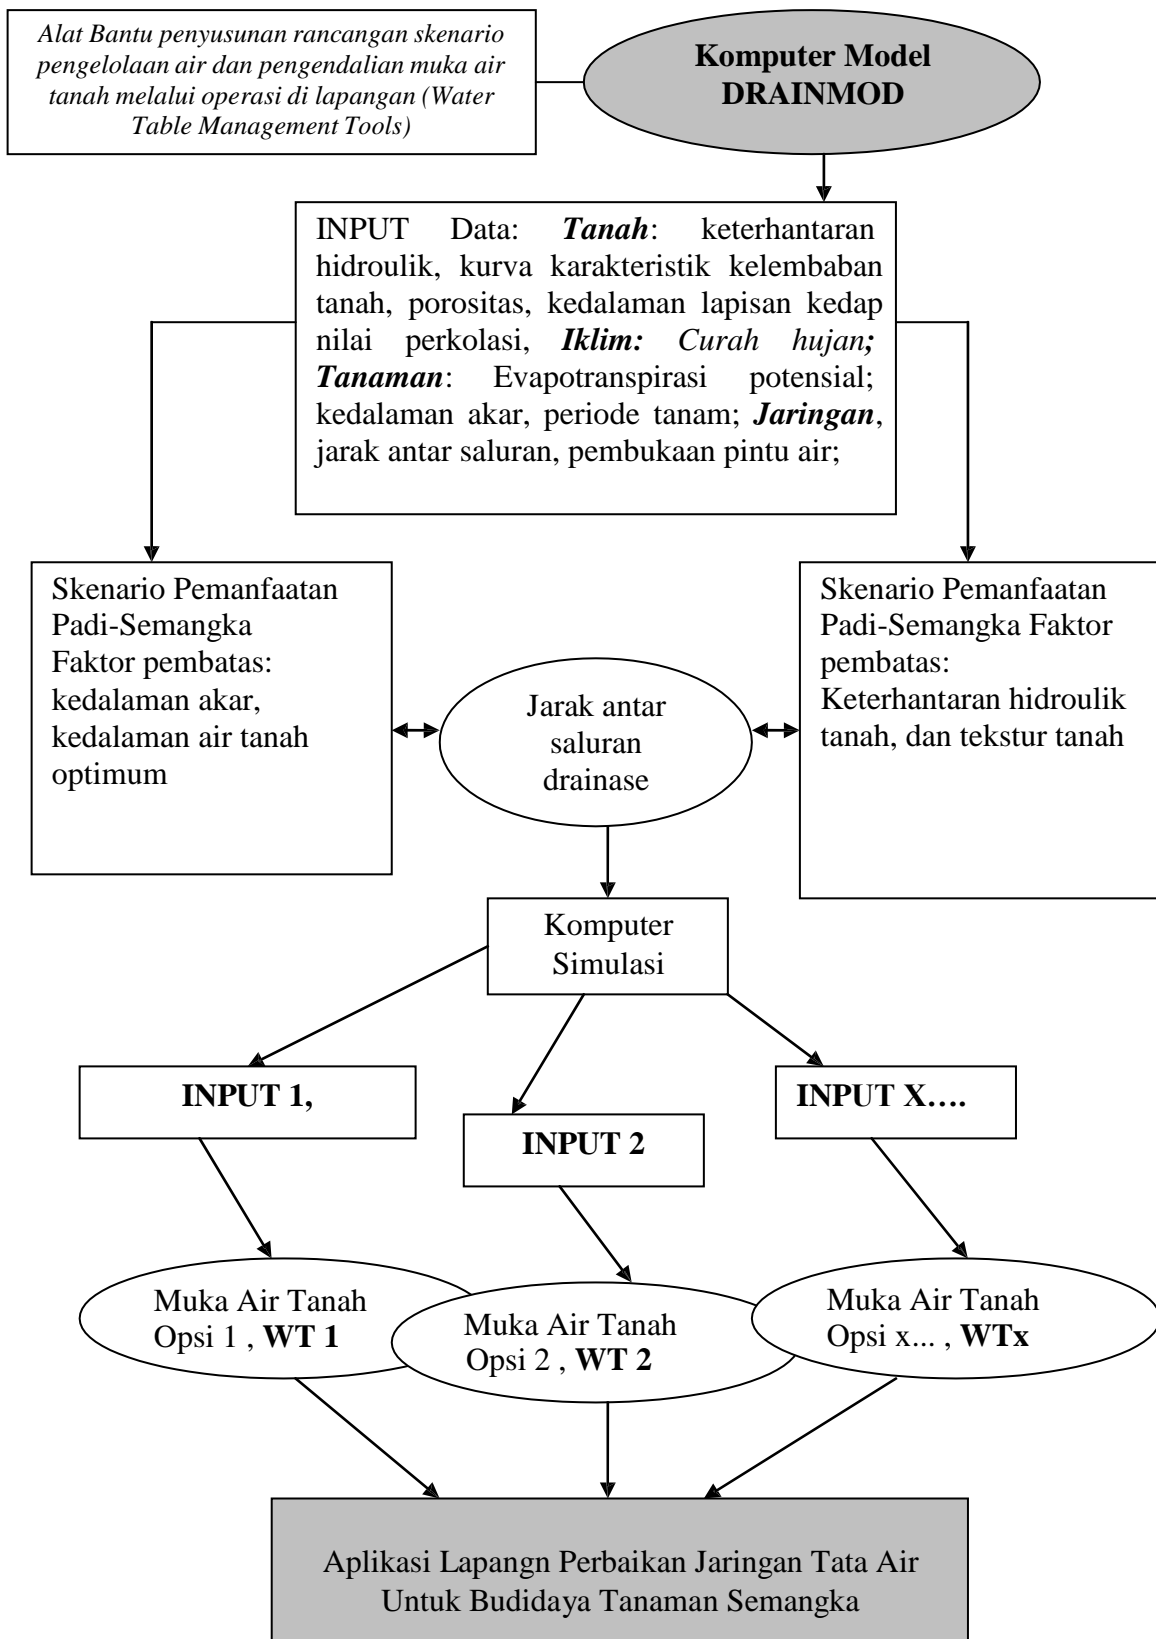 Alat Bantu penyusunan rancangan skenario
pengelolaan air dan pengendalian muka air
tanah melalui operasi di lapangan (Water
Table Management Tools)
Komputer Model
DRAINMOD
INPUT Data: Tanah: keterhantaran
hidroulik, kurva karakteristik kelembaban
tanah, porositas, kedalaman lapisan kedap
nilai perkolasi, Iklim: Curah hujan;
Tanaman: Evapotranspirasi potensial;
kedalaman akar, periode tanam; Jaringan,
jarak antar saluran, pembukaan pintu air;
Skenario Pemanfaatan
Padi-Semangka
Faktor pembatas:
kedalaman akar,
kedalaman air tanah
optimum
Jarak antar
saluran
drainase
Skenario Pemanfaatan
Padi-Semangka Faktor
pembatas:
Keterhantaran hidroulik
tanah, dan tekstur tanah
Komputer
Simulasi
INPUT 1,
INPUT 2
INPUT X....
Muka Air Tanah
Opsi 1 , WT 1
Muka Air Tanah
Opsi 2 , WT 2
Muka Air Tanah
Opsi x... , WTx
Aplikasi Lapangn Perbaikan Jaringan Tata Air
Untuk Budidaya Tanaman Semangka